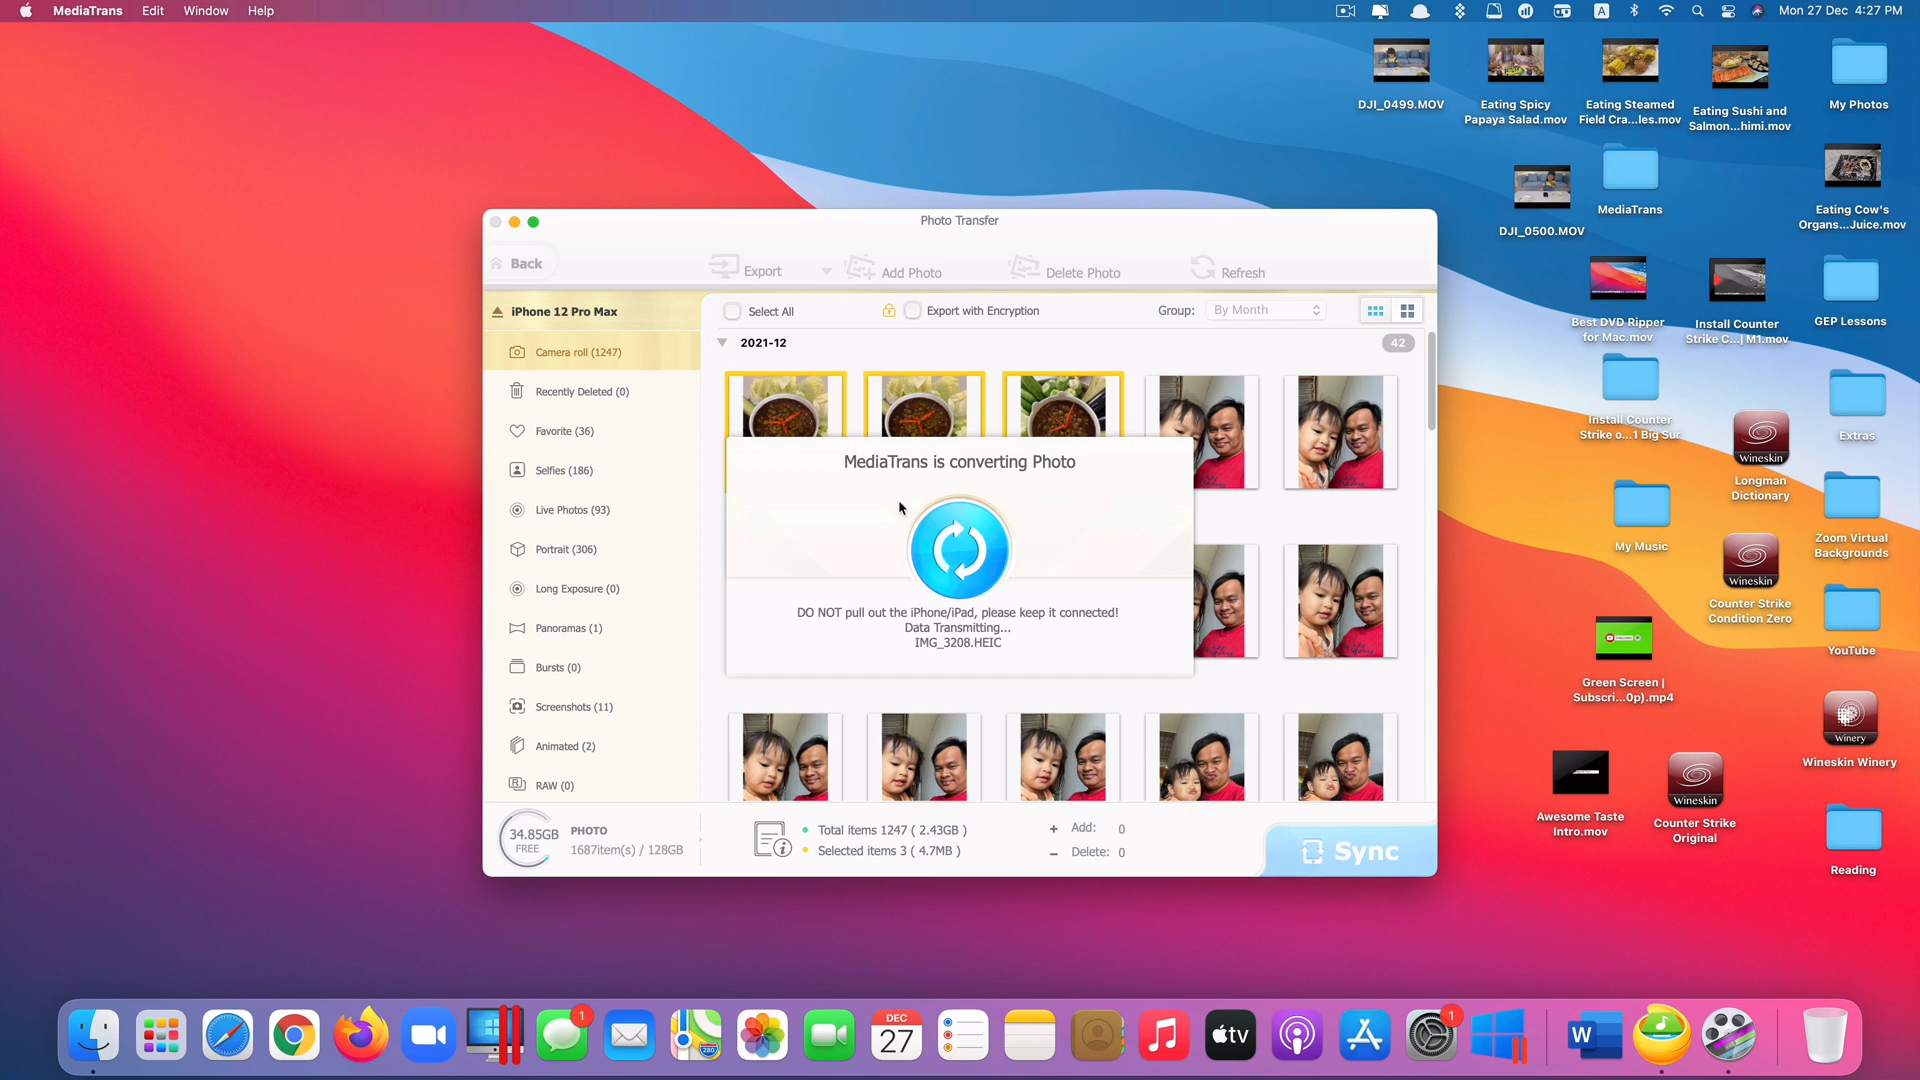 MediaTrans Edit Window Help
A Mon 27 Dec 4:27 PM
DJI_0499.MOV
Eating Spicy
Papaya Salad.mov
Eating Steamed
Field Cra...les.mov
Eating Sushi and
Salmon...himi.mov
My Photos
DJI_0500.MOV
MediaTrans
Eating Cow's
Organs...Juice.mov
Best DVD Ripper
for Mac.mov
Install Counter
Strike C...| M1.mov
GEP Lessons
Install Counter
Strike o...1 Big Sur
Wineskin
Longman
Dictionary
Extras
My Music
Wineskin
Counter Strike
Condition Zero
Zoom Virtual
Backgrounds
Green Screen |
Subscri...0p).mp4
YouTube
Winery
Wineskin Winery
Awesome Taste
Intro.mov
Wineskin
Counter Strike
Original
Reading
Photo Transfer
Back
Export
Add Photo
Delete Photo
Refresh
iPhone 12 Pro Max
Select All
Export with Encryption
Group: By Month
Camera roll (1247)
Recently Deleted (0)
Favorite (36)
Selfies (186)
Live Photos (93)
Portrait (306)
Long Exposure (0)
Panoramas (1)
Bursts (0)
Screenshots (11)
Animated (2)
RAW (0)
2021-12
42
MediaTrans is converting Photo
DO NOT pull out the iPhone/iPad, please keep it connected!
Data Transmitting...
IMG_3208.HEIC
34.85GB
FREE
PHOTO
1687item(s) / 128GB
Total items 1247 ( 2.43GB )
Selected items 3 ( 4.7MB )
+ Add: 0
− Delete: 0
Sync
1
280
DEC
27
tv
1
W